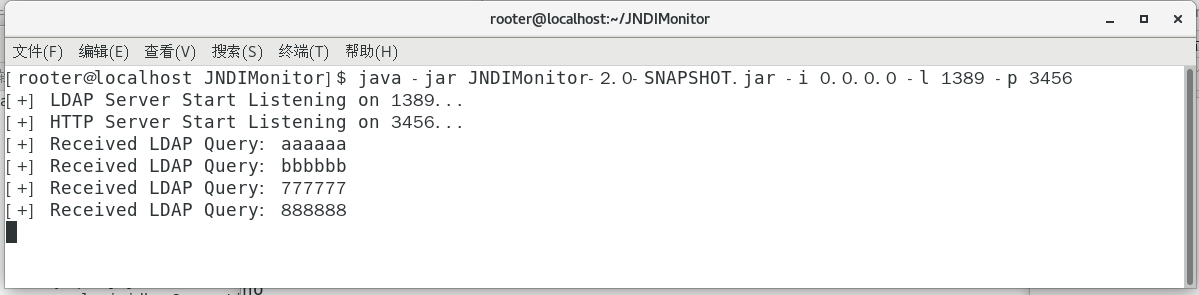 rooter@localhost:~/JNDIMonitor
文件(F) 编辑(E) 查看(V) 搜索(S) 终端(T) 帮助(H)
[rooter@localhost JNDIMonitor]$ java -jar JNDIMonitor-2.0-SNAPSHOT.jar -i 0.0.0.0 -l 1389 -p 3456
[+] LDAP Server Start Listening on 1389...
[+] HTTP Server Start Listening on 3456...
[+] Received LDAP Query: aaaaaa
[+] Received LDAP Query: bbbbbb
[+] Received LDAP Query: 777777
[+] Received LDAP Query: 888888